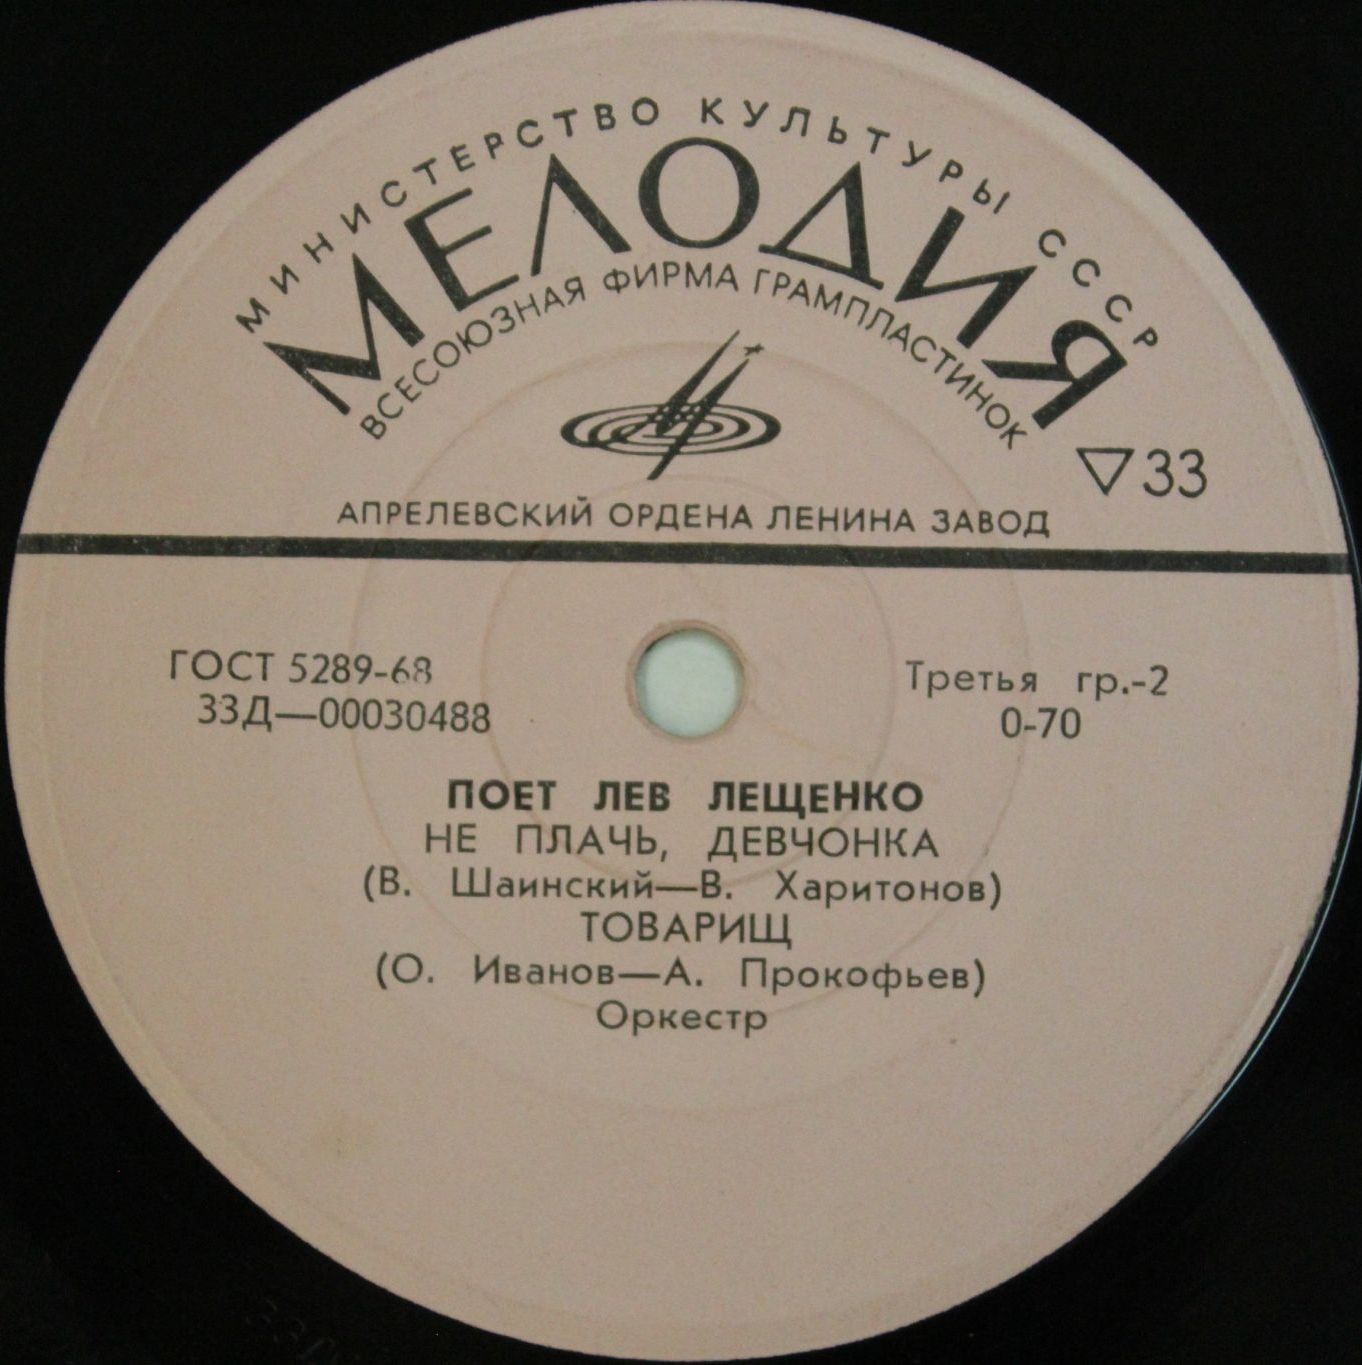 МИНИСТЕРСТВО КУЛЬТУРЫ СССР
МЕЛОДИЯ
ВСЕСОЮЗНАЯ ФИРМА ГРАМПЛАСТИНОК
▽33
АПРЕЛЕВСКИЙ ОРДЕНА ЛЕНИНА ЗАВОД
ГОСТ 5289-68
33Д—00030488
Третья гр.-2
0-70
ПОЕТ ЛЕВ ЛЕЩЕНКО
НЕ ПЛАЧЬ, ДЕВЧОНКА
(В. Шаинский—В. Харитонов)
ТОВАРИЩ
(О. Иванов—А. Прокофьев)
Оркестр